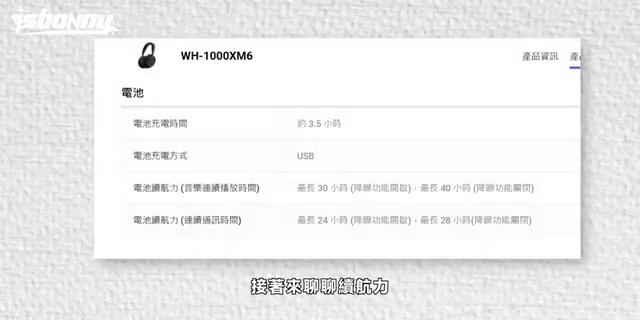 isbonny
WH-1000XM6
產品資訊
產
電池
電池充電時間 約 3.5 小時
電池充電方式 USB
電池續航力 (音樂連續播放時間) 最長 30 小時 (降噪功能開啟)，最長 40 小時 (降噪功能關閉)
電池續航力 (連續通訊時間) 最長 24 小時 (降噪功能開啟)，最長 28 小時(降噪功能關閉)
接著來聊聊續航力